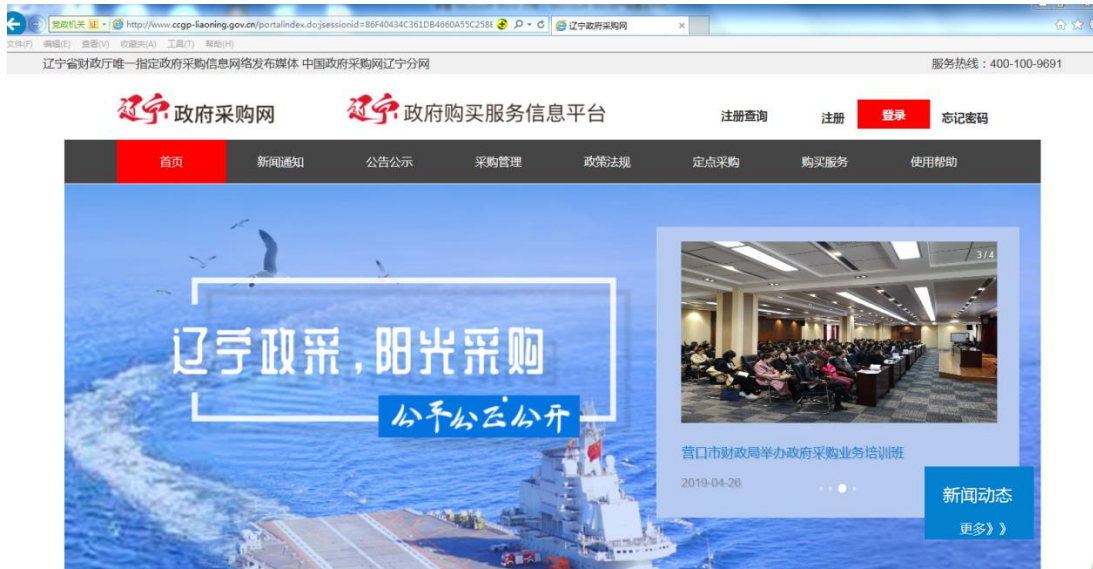 党政机关 证 http://www.ccgp-liaoning.gov.cn/portalindex.do;jsessionid=86F40434C361DB4660A55C258E 辽宁政府采购网
文件(F) 编辑(E) 查看(V) 收藏夹(A) 工具(T) 帮助(H)
辽宁省财政厅唯一指定政府采购信息网络发布媒体 中国政府采购网辽宁分网 服务热线：400-100-9691
辽宁 政府采购网 辽宁 政府购买服务信息平台 注册查询 注册 登录 忘记密码
首页 新闻通知 公告公示 采购管理 政策法规 定点采购 购买服务 使用帮助
3/4
辽宁政采，阳光采购
公平公正公开
营口市财政局举办政府采购业务培训班
2019-04-26
新闻动态
更多》》